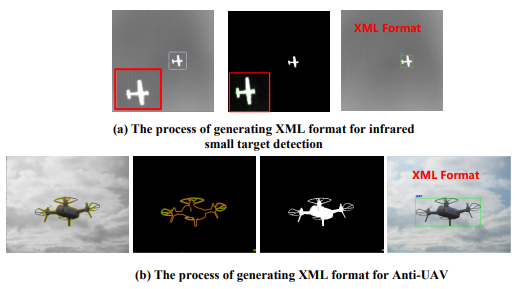 XML Format
(a) The process of generating XML format for infrared
small target detection
XML Format
(b) The process of generating XML format for Anti-UAV